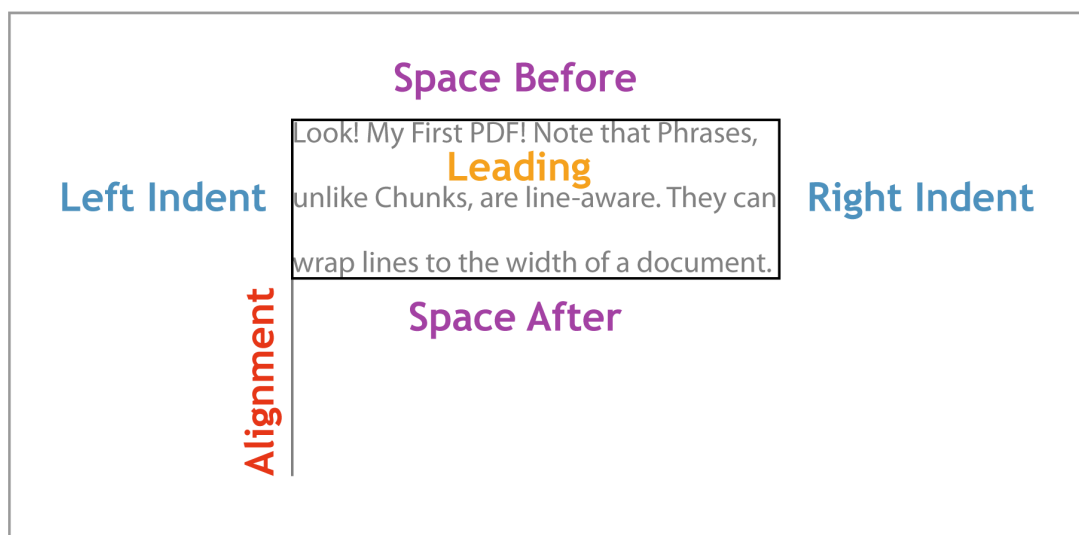 Space Before
Look! My First PDF! Note that Phrases,
Leading
Left Indent
unlike Chunks, are line-aware. They can
Right Indent
wrap lines to the width of a document.
Space After
Alignment